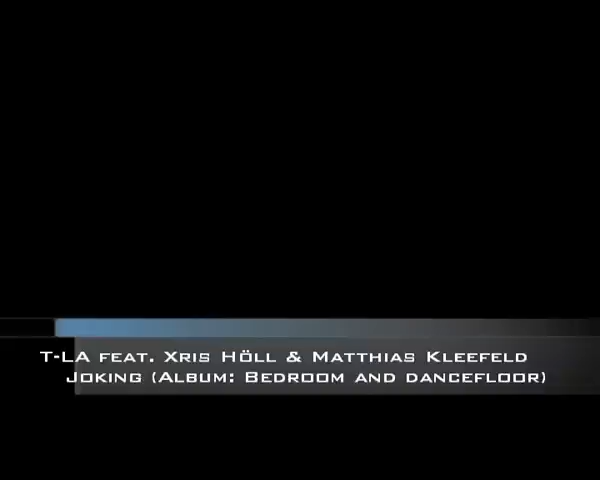 T-LA feat. Xris Höll & Matthias Kleefeld
Joking (Album: Bedroom and dancefloor)